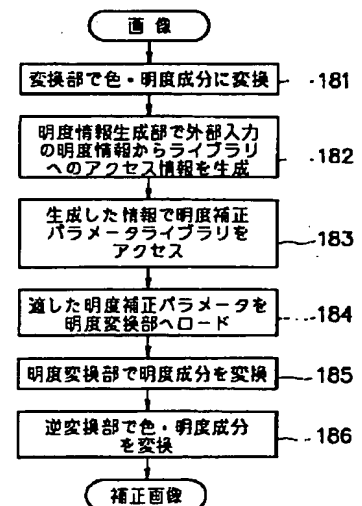 画像
変換部で色・明度成分に変換
181
明度情報生成部で外部入力
の明度情報からライブラリ
へのアクセス情報を生成
182
生成した情報で明度補正
パラメータライブラリを
アクセス
183
適した明度補正パラメータを
明度変換部へロード
184
明度変換部で明度成分を変換
185
逆変換部で色・明度成分
を変換
186
補正画像